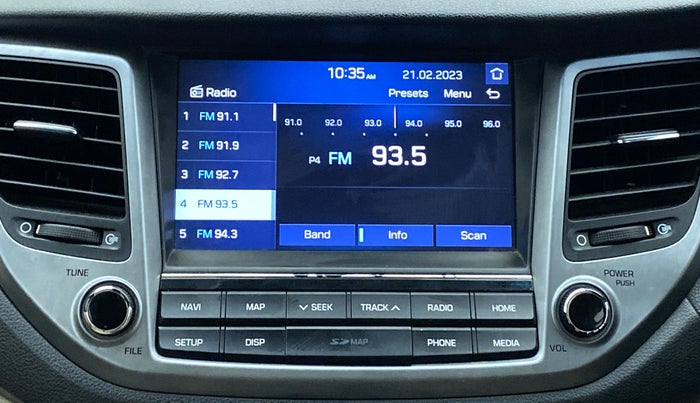 10:35 AM 21.02.2023
Radio Presets Menu
1 FM 91.1
2 FM 91.9
3 FM 92.7
4 FM 93.5
5 FM 94.3
91.0 92.0 93.0 94.0 95.0 96.0
P4 FM 93.5
Band Info Scan
TUNE
FILE
POWER
PUSH
VOL
NAVI MAP SEEK TRACK RADIO HOME
SETUP DISP SD MAP PHONE MEDIA